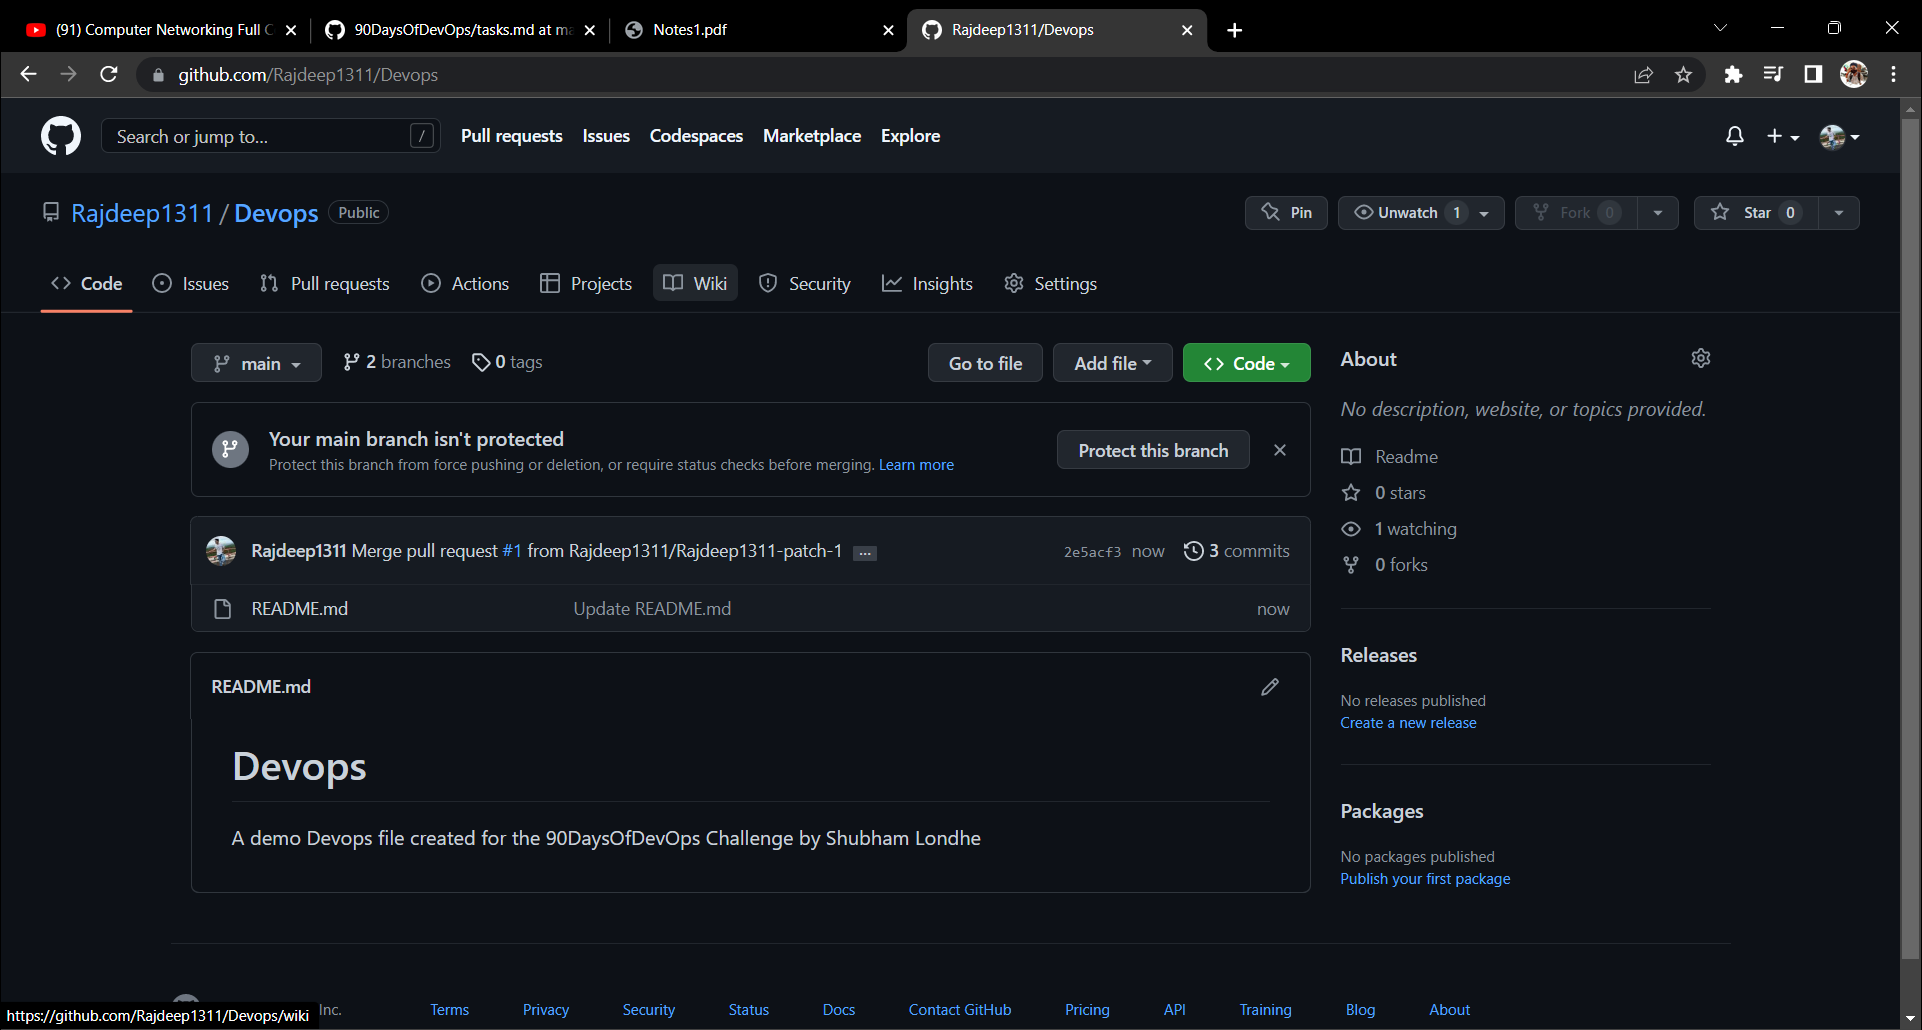 (91) Computer Networking Full C
90DaysOfDevOps/tasks.md at ma
Notes1.pdf
Rajdeep1311/Devops
github.com/Rajdeep1311/Devops
Search or jump to...
/
Pull requests
Issues
Codespaces
Marketplace
Explore
Rajdeep1311 / Devops
Public
Pin
Unwatch 1
Fork 0
Star 0
Code
Issues
Pull requests
Actions
Projects
Wiki
Security
Insights
Settings
main
2 branches
0 tags
Go to file
Add file
Code
Your main branch isn't protected
Protect this branch from force pushing or deletion, or require status checks before merging. Learn more
Protect this branch
Rajdeep1311 Merge pull request #1 from Rajdeep1311/Rajdeep1311-patch-1 ...
2e5acf3 now
3 commits
README.md
Update README.md
now
README.md
Devops
A demo Devops file created for the 90DaysOfDevOps Challenge by Shubham Londhe
About
No description, website, or topics provided.
Readme
0 stars
1 watching
0 forks
Releases
No releases published
Create a new release
Packages
No packages published
Publish your first package
Inc.
Terms
Privacy
Security
Status
Docs
Contact GitHub
Pricing
API
Training
Blog
About
https://github.com/Rajdeep1311/Devops/wiki